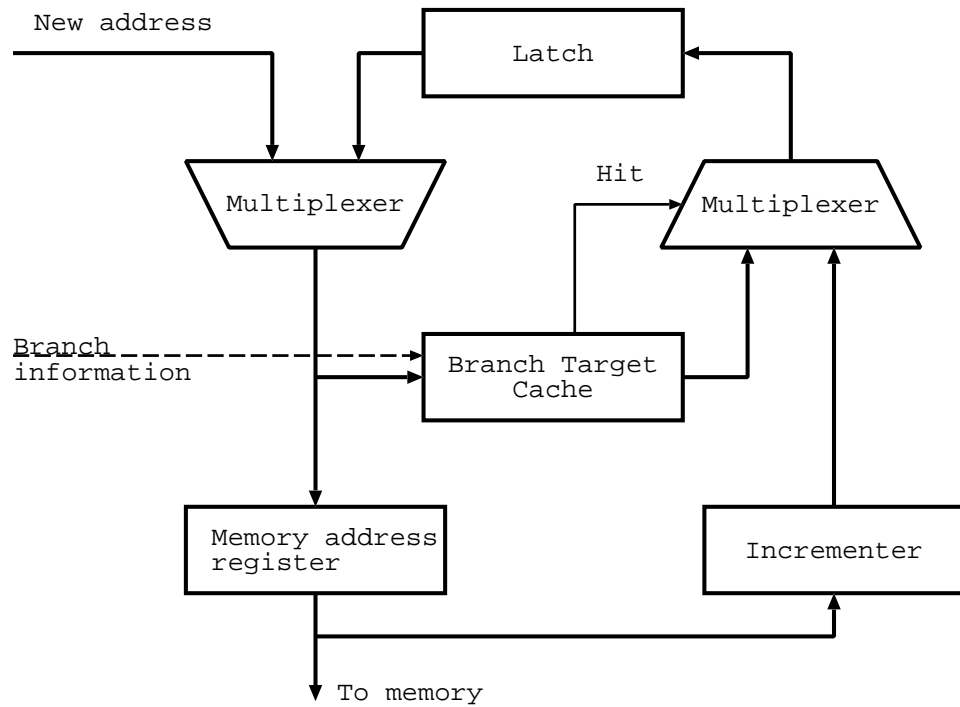 New address
Latch
Hit
Multiplexer
Multiplexer
Branch
information
Branch Target
Cache
Memory address
register
Incrementer
To memory